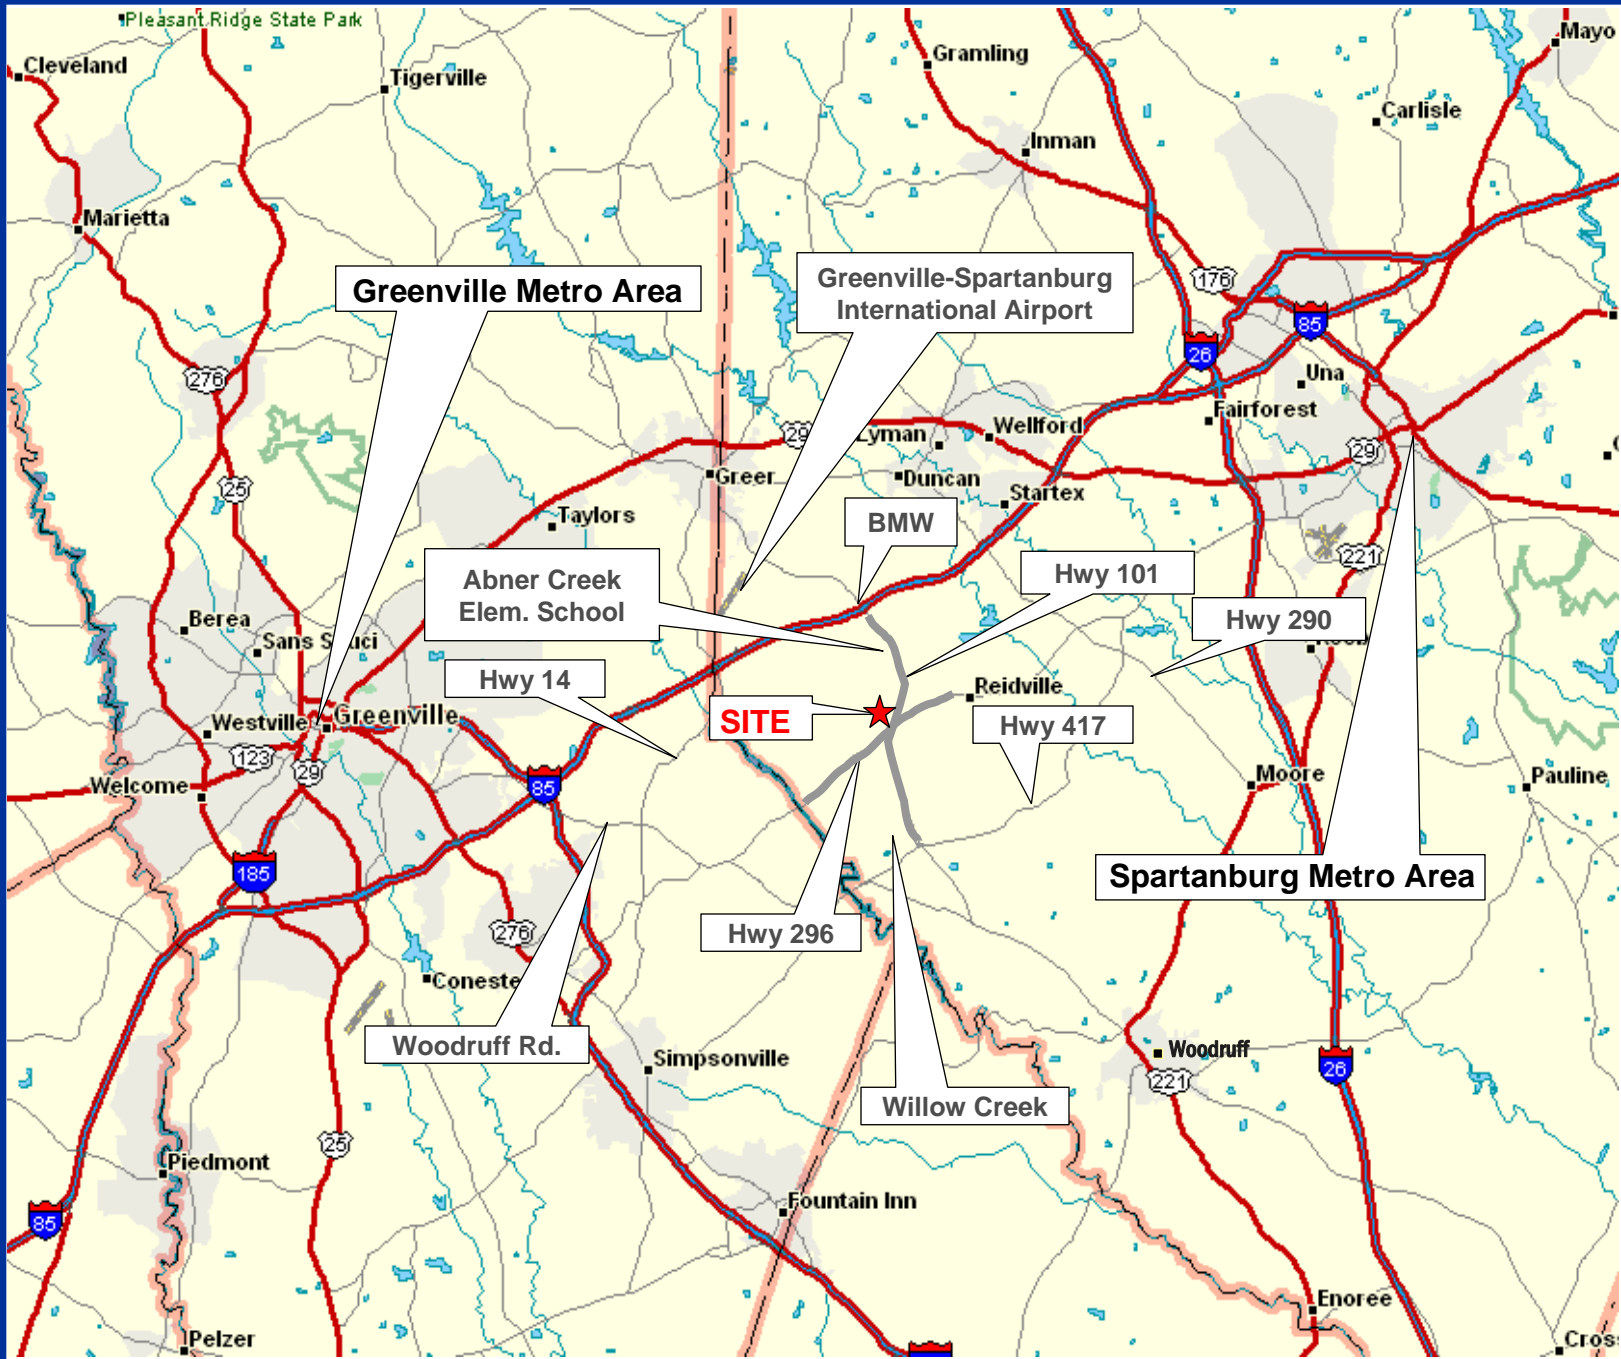 Pleasant Ridge State Park
Mayo
Cleveland
Gramling
Tigerville
Carlisle
Inman
Marietta
Greenville-Spartanburg
International Airport
Greenville Metro Area
176
85
26
Una
276
Fairforest
29
Lyman
Wellford
29
25
Greer
Duncan
Startex
Taylors
BMW
221
Abner Creek
Elem. School
Hwy 101
Hwy 290
Berea
Sans Souci
Hwy 14
Reidville
SITE
Westville
Greenville
Hwy 417
123
29
Welcome
85
Moore
Pauline
185
Spartanburg Metro Area
276
Hwy 296
Coneste
Woodruff Rd.
Simpsonville
Woodruff
221
26
Willow Creek
25
Piedmont
Fountain Inn
85
Enoree
Pelzer
Cros